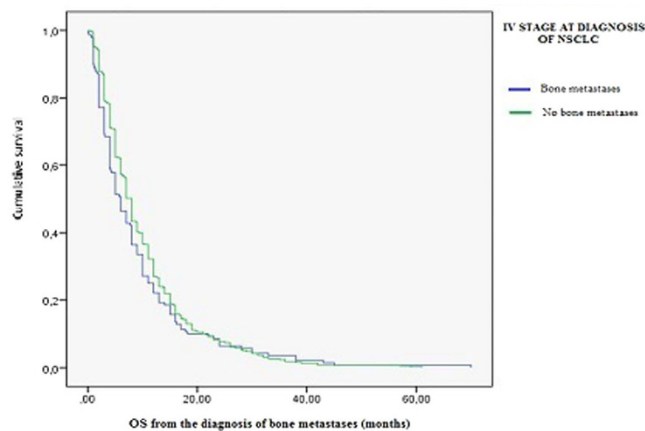 IV STAGE AT DIAGNOSIS
OF NSCLC
Bone metastases
No bone metastases
Cumulative survival
1,0
0,8
0,6
0,4
0,2
0,0
,00
20,00
40,00
60,00
OS from the diagnosis of bone metastases (months)